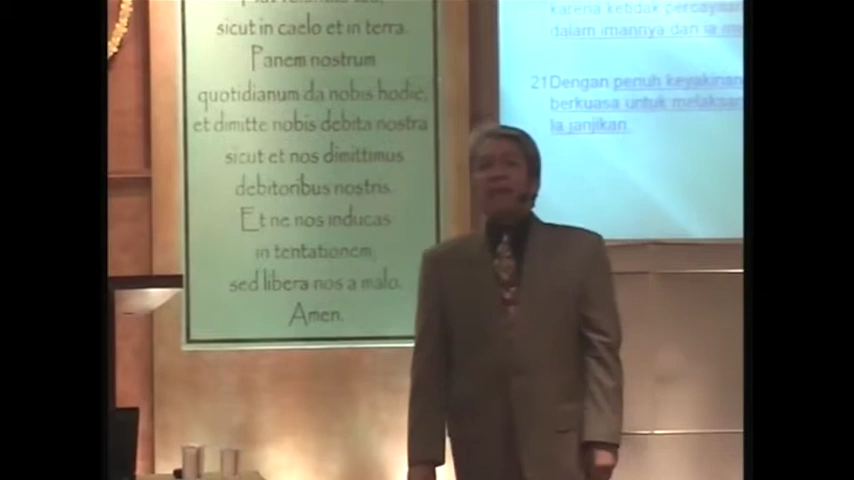 sicut in caelo et in terra.
Panem nostrum
quotidianum da nobis hodie,
et dimitte nobis debita nostra
sicut et nos dimittimus
debitoribus nostris.
Et ne nos inducas
in tentationem,
sed libera nos a malo.
Amen.
karena ketidak
dalam imannya dan ia
21Dengan penuh keyakinan
berkuasa untuk
Ia janjikan